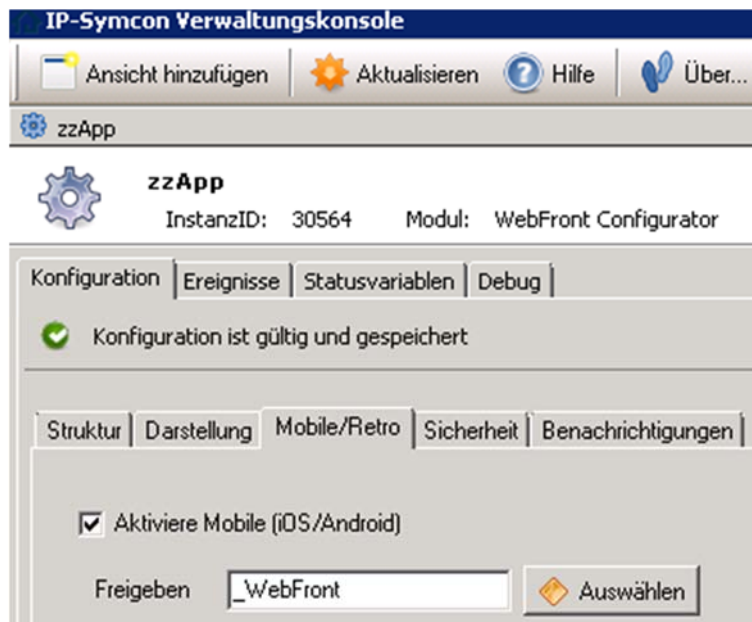 IP-Symcon Verwaltungskonsole
Ansicht hinzufügen Aktualisieren Hilfe Über...
zzApp
zzApp
InstanzID: 30564 Modul: WebFront Configurator
Konfiguration Ereignisse Statusvariablen Debug
Konfiguration ist gültig und gespeichert
Struktur Darstellung Mobile/Retro Sicherheit Benachrichtigungen
Aktiviere Mobile (iOS/Android)
Freigeben _WebFront Auswählen